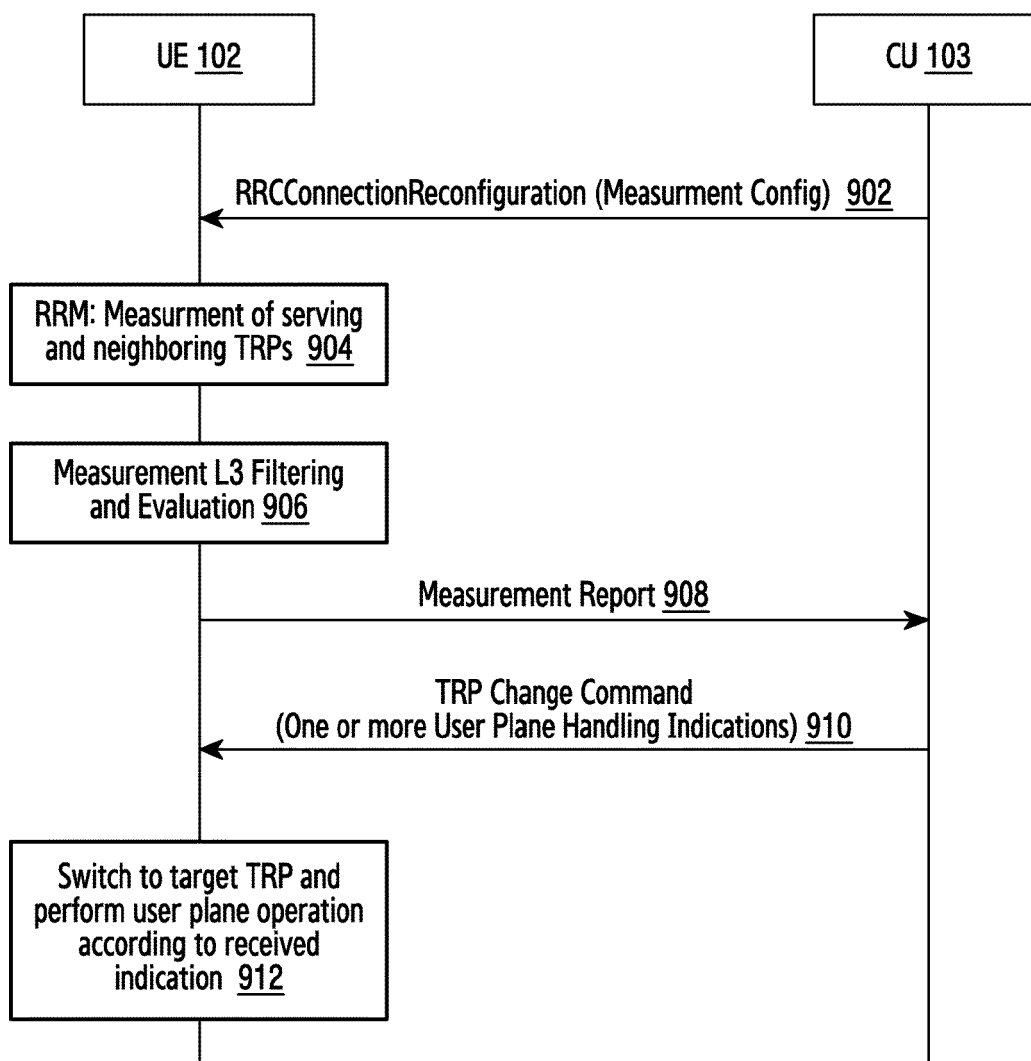 UE 102
CU 103
RRCConnectionReconfiguration (Measurment Config) 902
RRM: Measurment of serving
and neighboring TRPs 904
Measurement L3 Filtering
and Evaluation 906
Measurement Report 908
TRP Change Command
(One or more User Plane Handling Indications) 910
Switch to target TRP and
perform user plane operation
according to received
indication 912